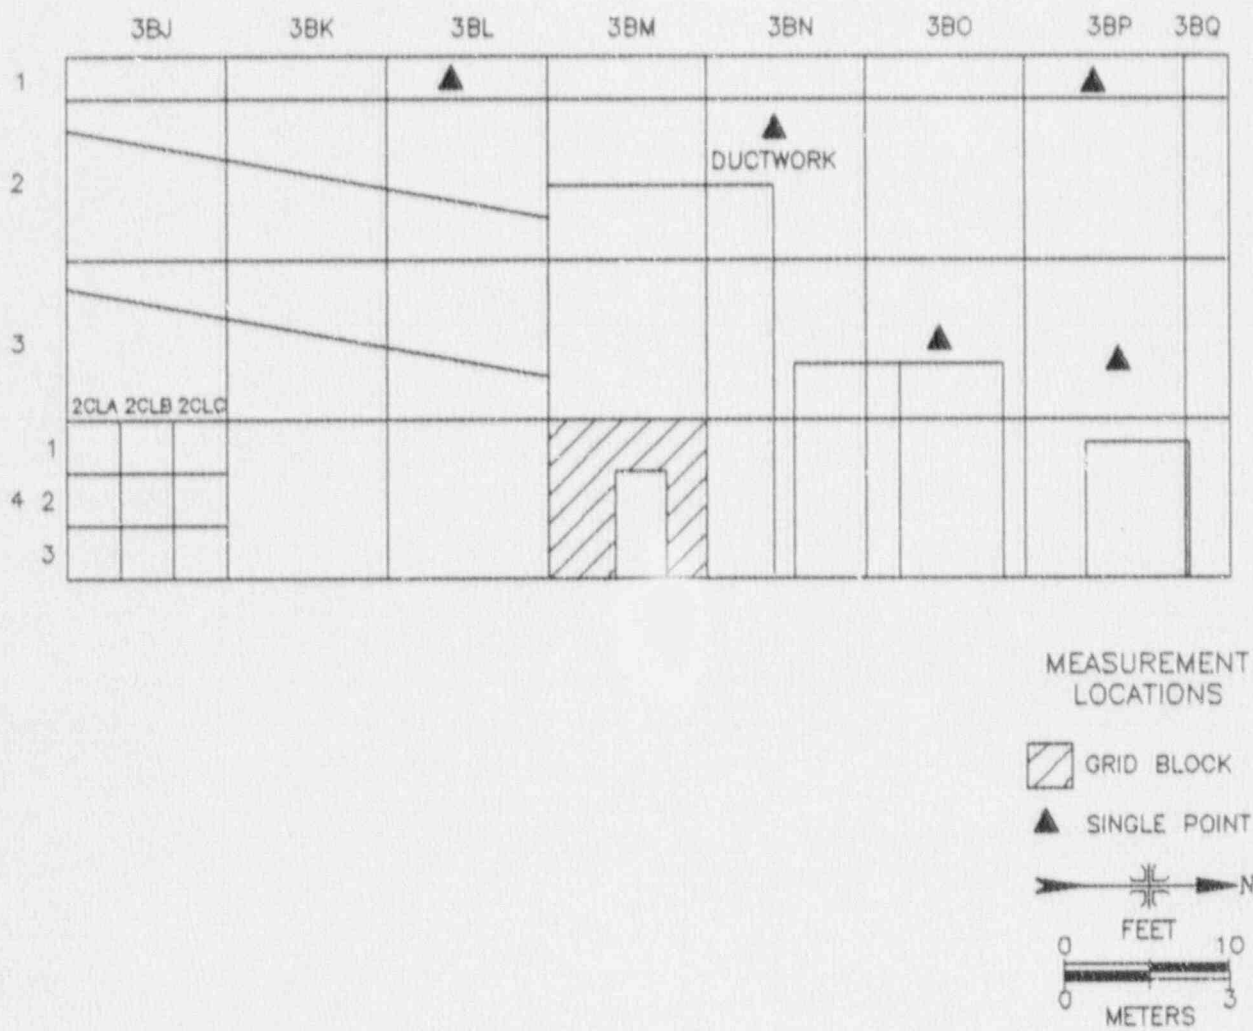 3BJ 3BK 3BL 3BM 3BN 3BO 3BP 3BQ
1
DUCTWORK
2
3
2CLA 2CLB 2CLC
1
4 2
3
MEASUREMENT
LOCATIONS
GRID BLOCK
SINGLE POINT
N
FEET
0 10
0 3
METERS